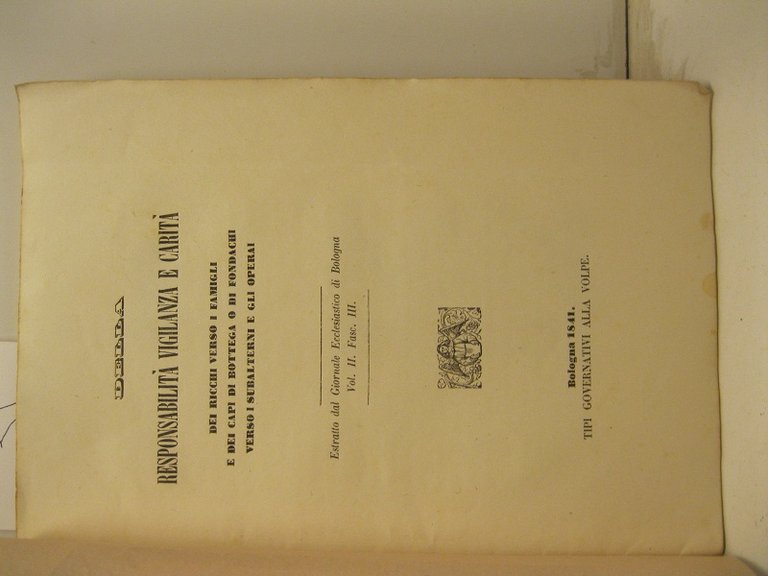 DELLA
RESPONSABILITÀ VIGILANZA E CARITÀ
DEI RICCHI VERSO I FAMIGLI
E DEI CAPI DI BOTTEGA O DI FONDACHI
VERSO I SUBALTERNI E GLI OPERAI
Estratto dal Giornale Ecclesiastico di Bologna
Vol. II. Fasc. III.
Bologna 1841.
TIPI GOVERNATIVI ALLA VOLPE.